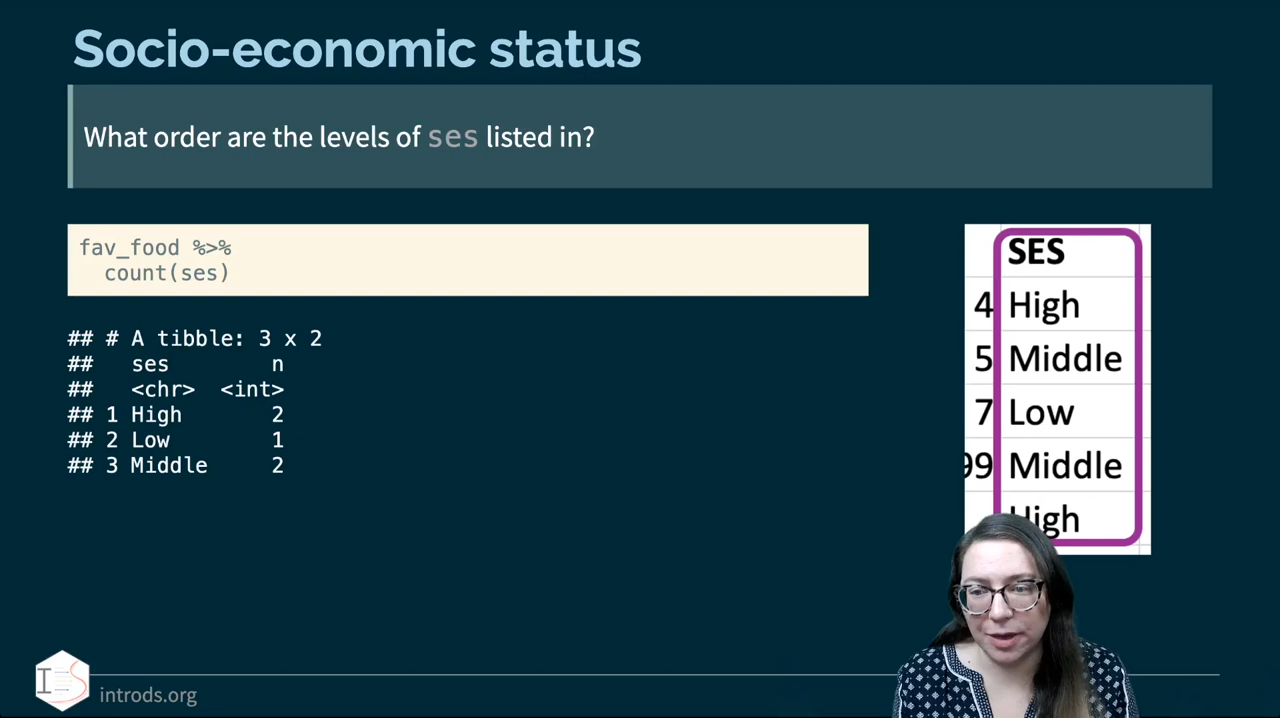 Socio-economic status
What order are the levels of ses listed in?
fav_food %>%
  count(ses)
## # A tibble: 3 x 2
##   ses        n
##   <chr>  <int>
## 1 High       2
## 2 Low        1
## 3 Middle     2
SES
4 High
5 Middle
7 Low
99 Middle
High
introds.org